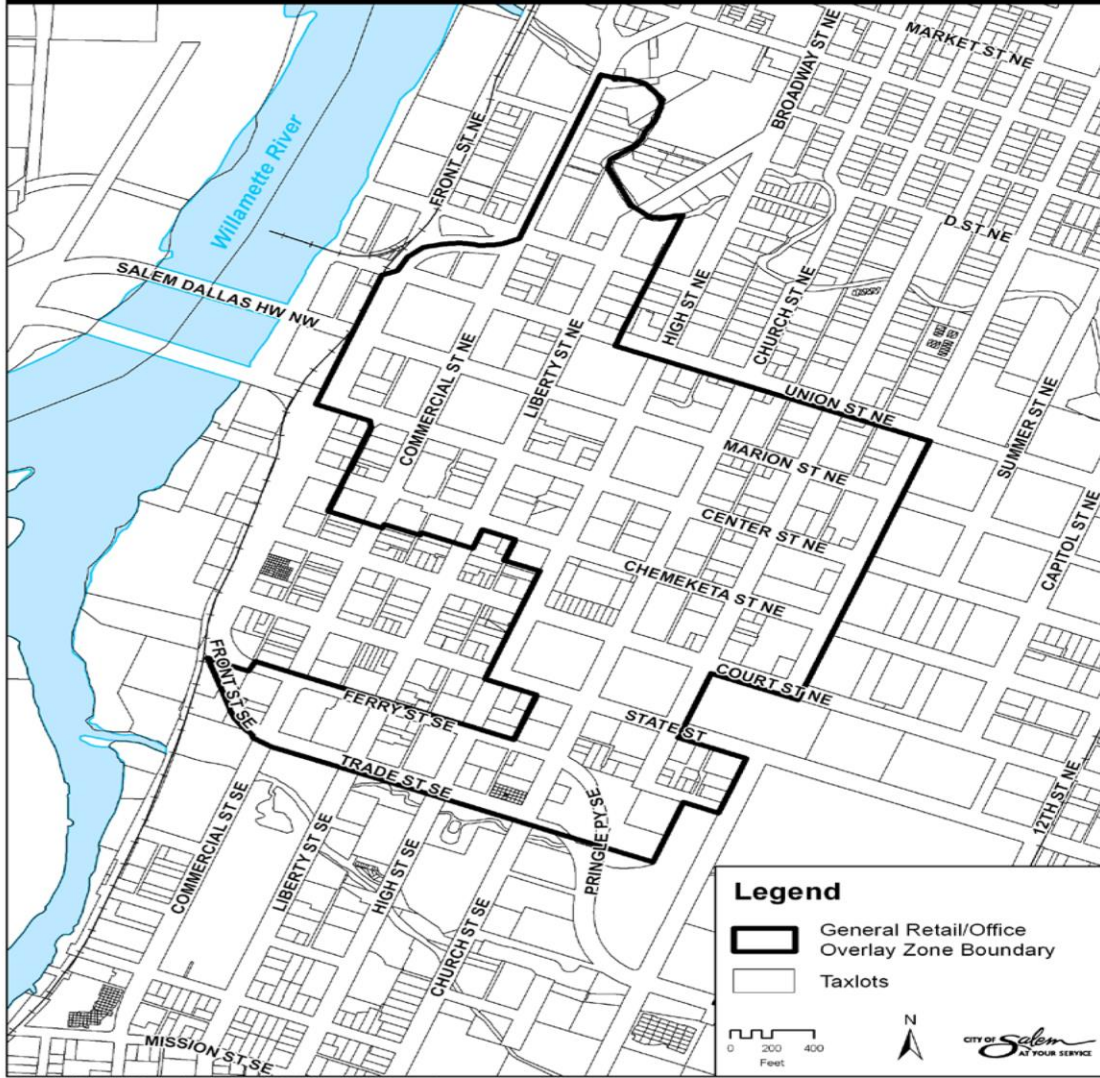 MARKET ST NE
BROADWAY ST NE
FRONT ST NE
Willamette River
D ST NE
SALEM DALLAS HW NW
HIGH ST NE
CHURCH ST NE
COMMERCIAL ST NE
LIBERTY ST NE
UNION ST NE
SUMMER ST NE
MARION ST NE
CENTER ST NE
CAPITOL ST NE
CHEMEKETA ST NE
FRONT ST SE
COURT ST NE
FERRY ST SE
STATE ST
TRADE ST SE
12TH ST NE
COMMERCIAL ST SE
LIBERTY ST SE
HIGH ST SE
PRINGLE PY SE
CHURCH ST SE
MISSION ST SE
Legend
General Retail/Office
Overlay Zone Boundary
Taxlots
N
0 200 400
Feet
CITY OF Salem
AT YOUR SERVICE